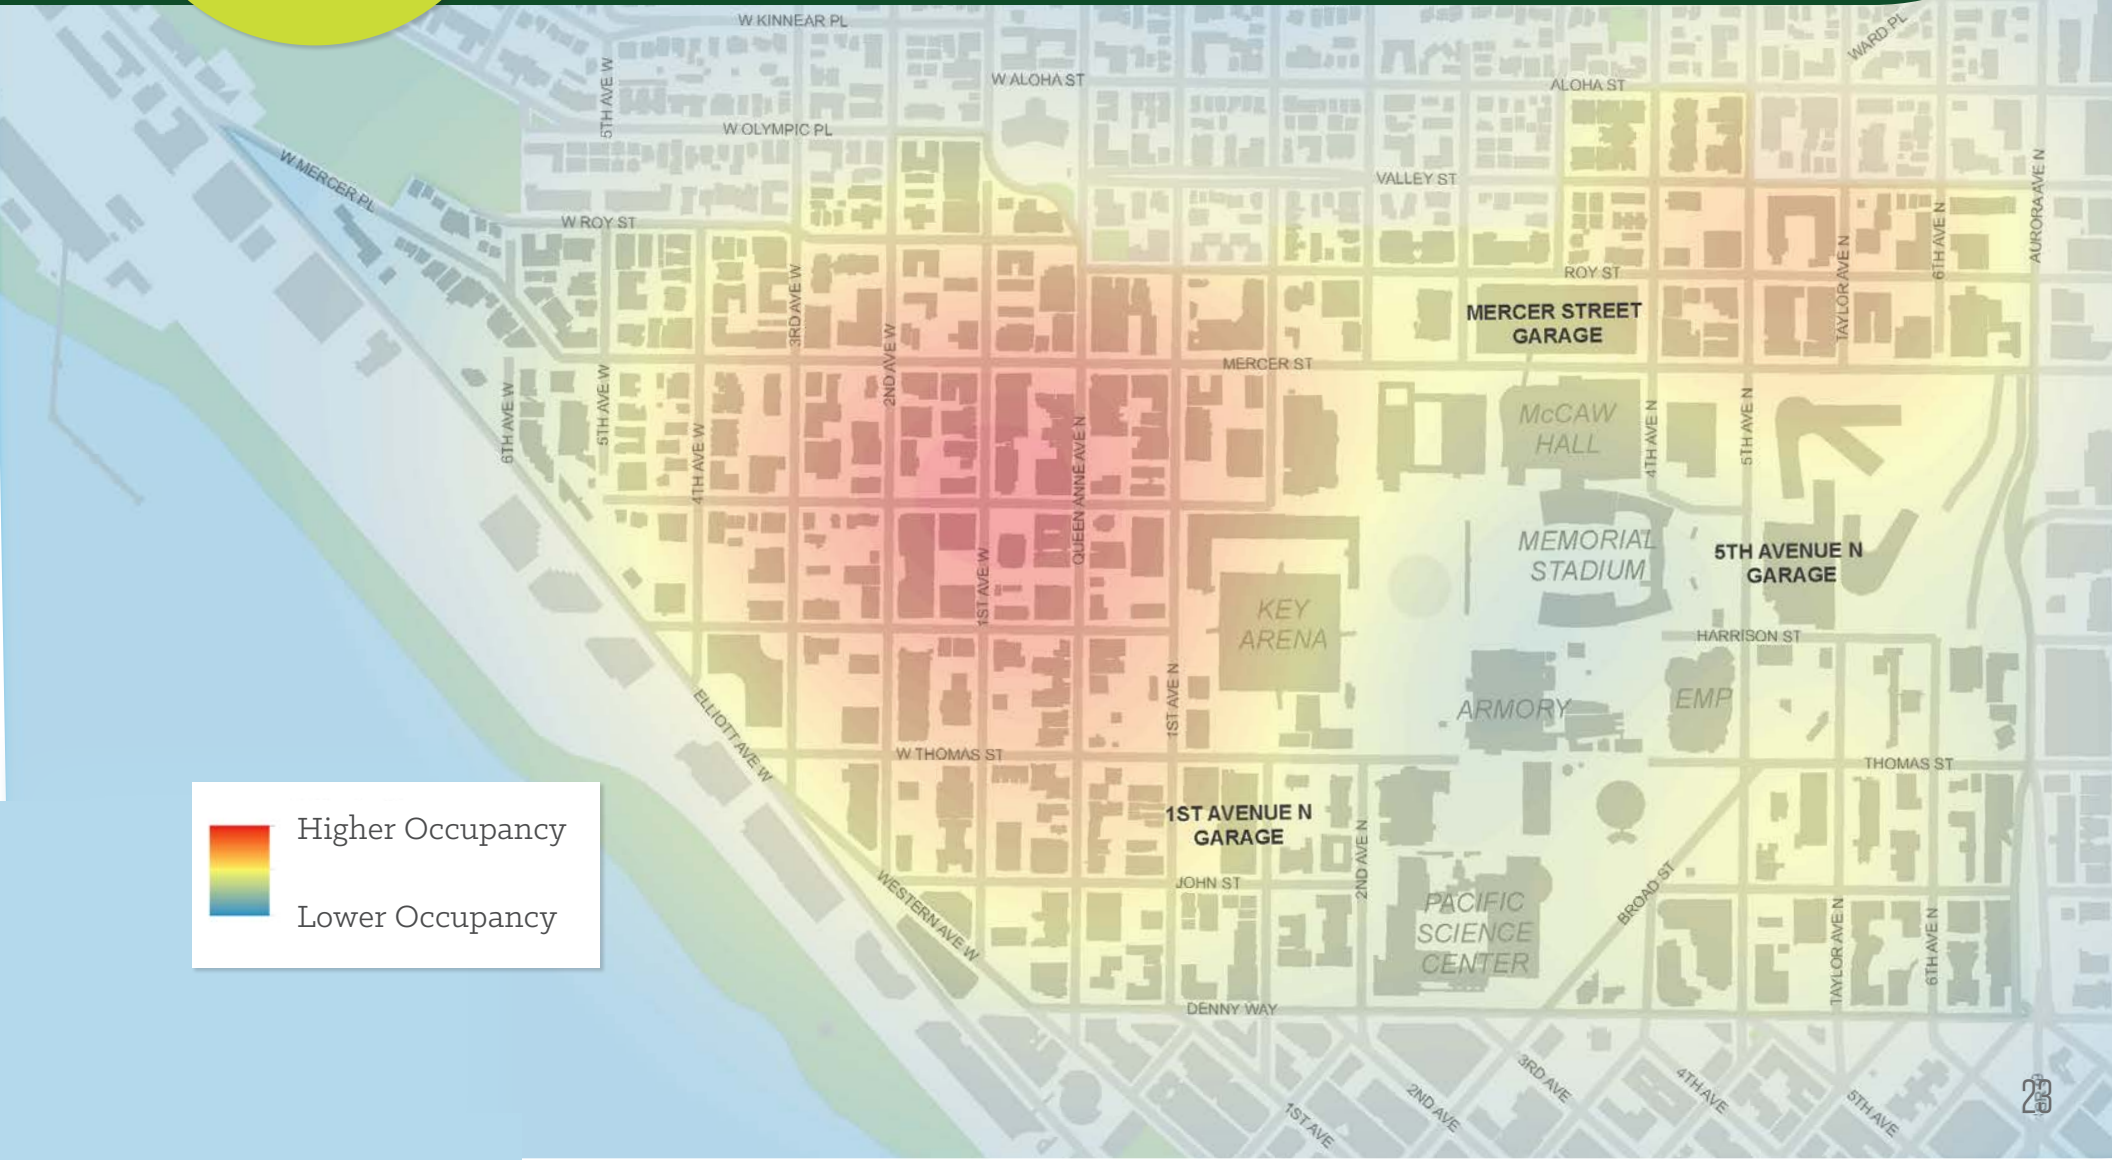 W KINNEAR PL
WARD PL
5TH AVE W
W ALOHA ST
ALOHA ST
W OLYMPIC PL
W MERCER PL
VALLEY ST
AURORA AVE N
W ROY ST
6TH AVE N
ROY ST
TAYLOR AVE N
3RD AVE W
MERCER STREET
GARAGE
2ND AVE W
MERCER ST
6TH AVE W
5TH AVE W
4TH AVE W
QUEEN ANNE AVE N
McCAW
HALL
4TH AVE N
5TH AVE N
MEMORIAL
STADIUM
5TH AVENUE N
GARAGE
1ST AVE W
KEY
ARENA
HARRISON ST
1ST AVE N
ELLIOTT AVE W
ARMORY
EMP
W THOMAS ST
THOMAS ST
1ST AVENUE N
GARAGE
2ND AVE N
Higher Occupancy
Lower Occupancy
JOHN ST
WESTERN AVE W
PACIFIC
SCIENCE
CENTER
BROAD ST
TAYLOR AVE N
6TH AVE N
DENNY WAY
1ST AVE
2ND AVE
3RD AVE
4TH AVE
5TH AVE
23